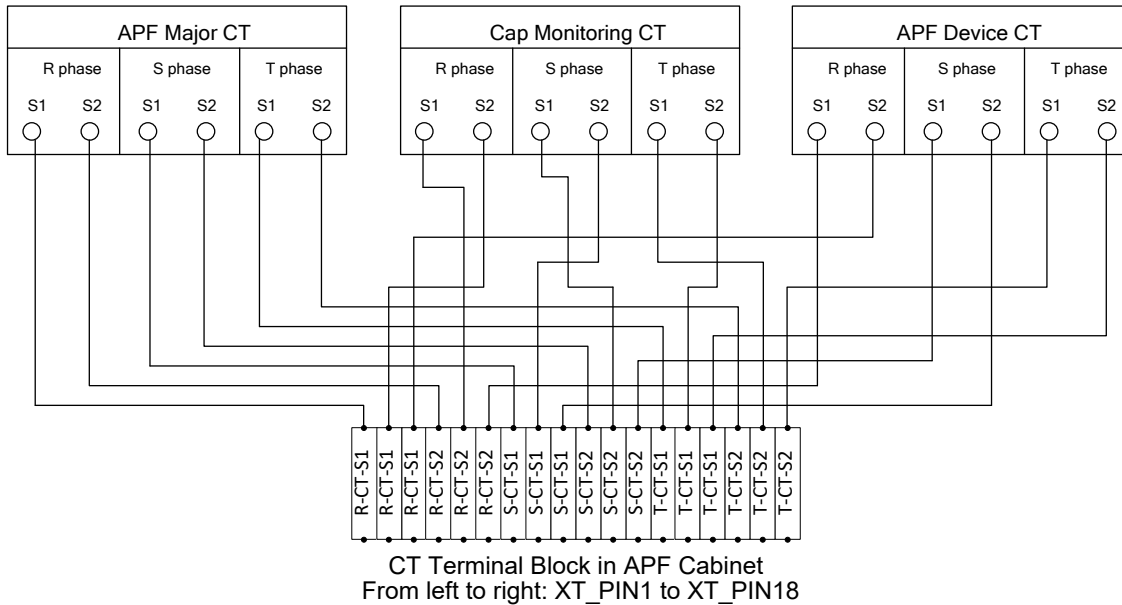 APF Major CT
R phase S phase T phase
S1 S2 S1 S2 S1 S2
Cap Monitoring CT
R phase S phase T phase
S1 S2 S1 S2 S1 S2
APF Device CT
R phase S phase T phase
S1 S2 S1 S2 S1 S2
R-CT-S1
R-CT-S1
R-CT-S1
R-CT-S2
R-CT-S2
R-CT-S2
S-CT-S1
S-CT-S1
S-CT-S1
S-CT-S2
S-CT-S2
S-CT-S2
T-CT-S1
T-CT-S1
T-CT-S1
T-CT-S2
T-CT-S2
T-CT-S2
CT Terminal Block in APF Cabinet
From left to right: XT_PIN1 to XT_PIN18